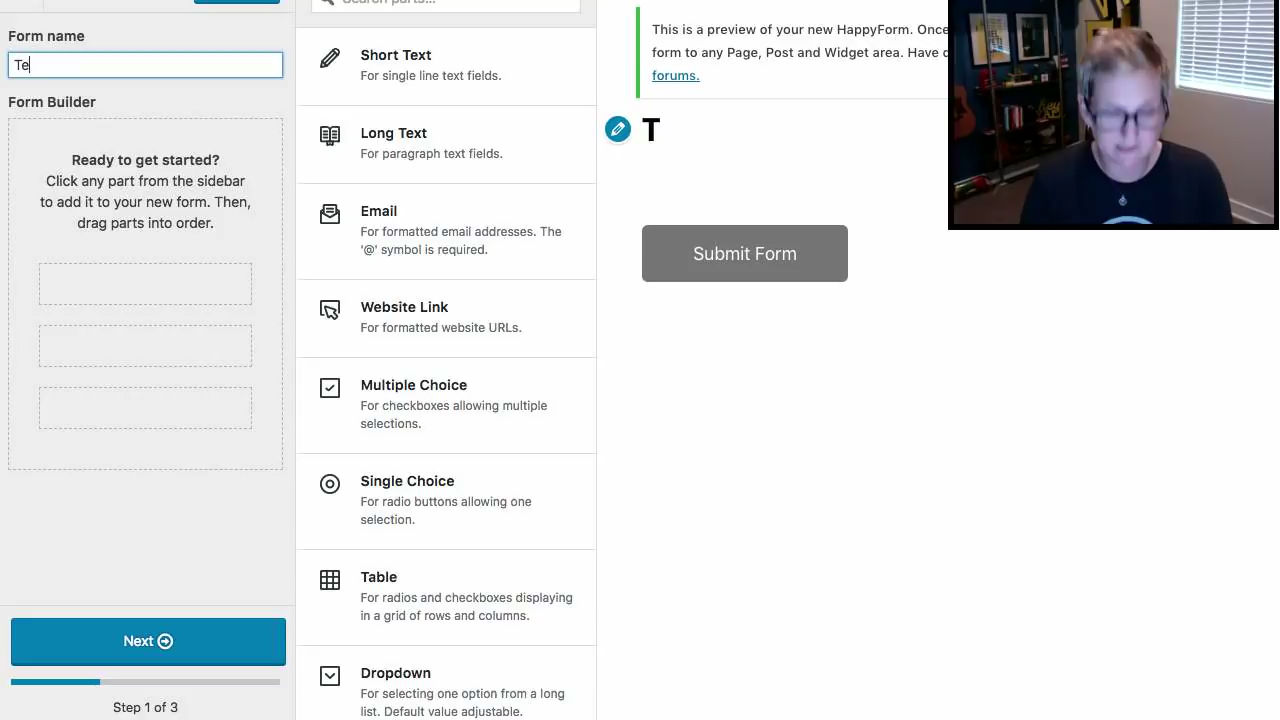 Form name
Te
Form Builder
Ready to get started?
Click any part from the sidebar
to add it to your new form. Then,
drag parts into order.
Next
Step 1 of 3
Search parts...
Short Text
For single line text fields.
Long Text
For paragraph text fields.
Email
For formatted email addresses. The
'@' symbol is required.
Website Link
For formatted website URLs.
Multiple Choice
For checkboxes allowing multiple
selections.
Single Choice
For radio buttons allowing one
selection.
Table
For radios and checkboxes displaying
in a grid of rows and columns.
Dropdown
For selecting one option from a long
list. Default value adjustable.
This is a preview of your new HappyForm. Once
form to any Page, Post and Widget area. Have
forums.
T
Submit Form